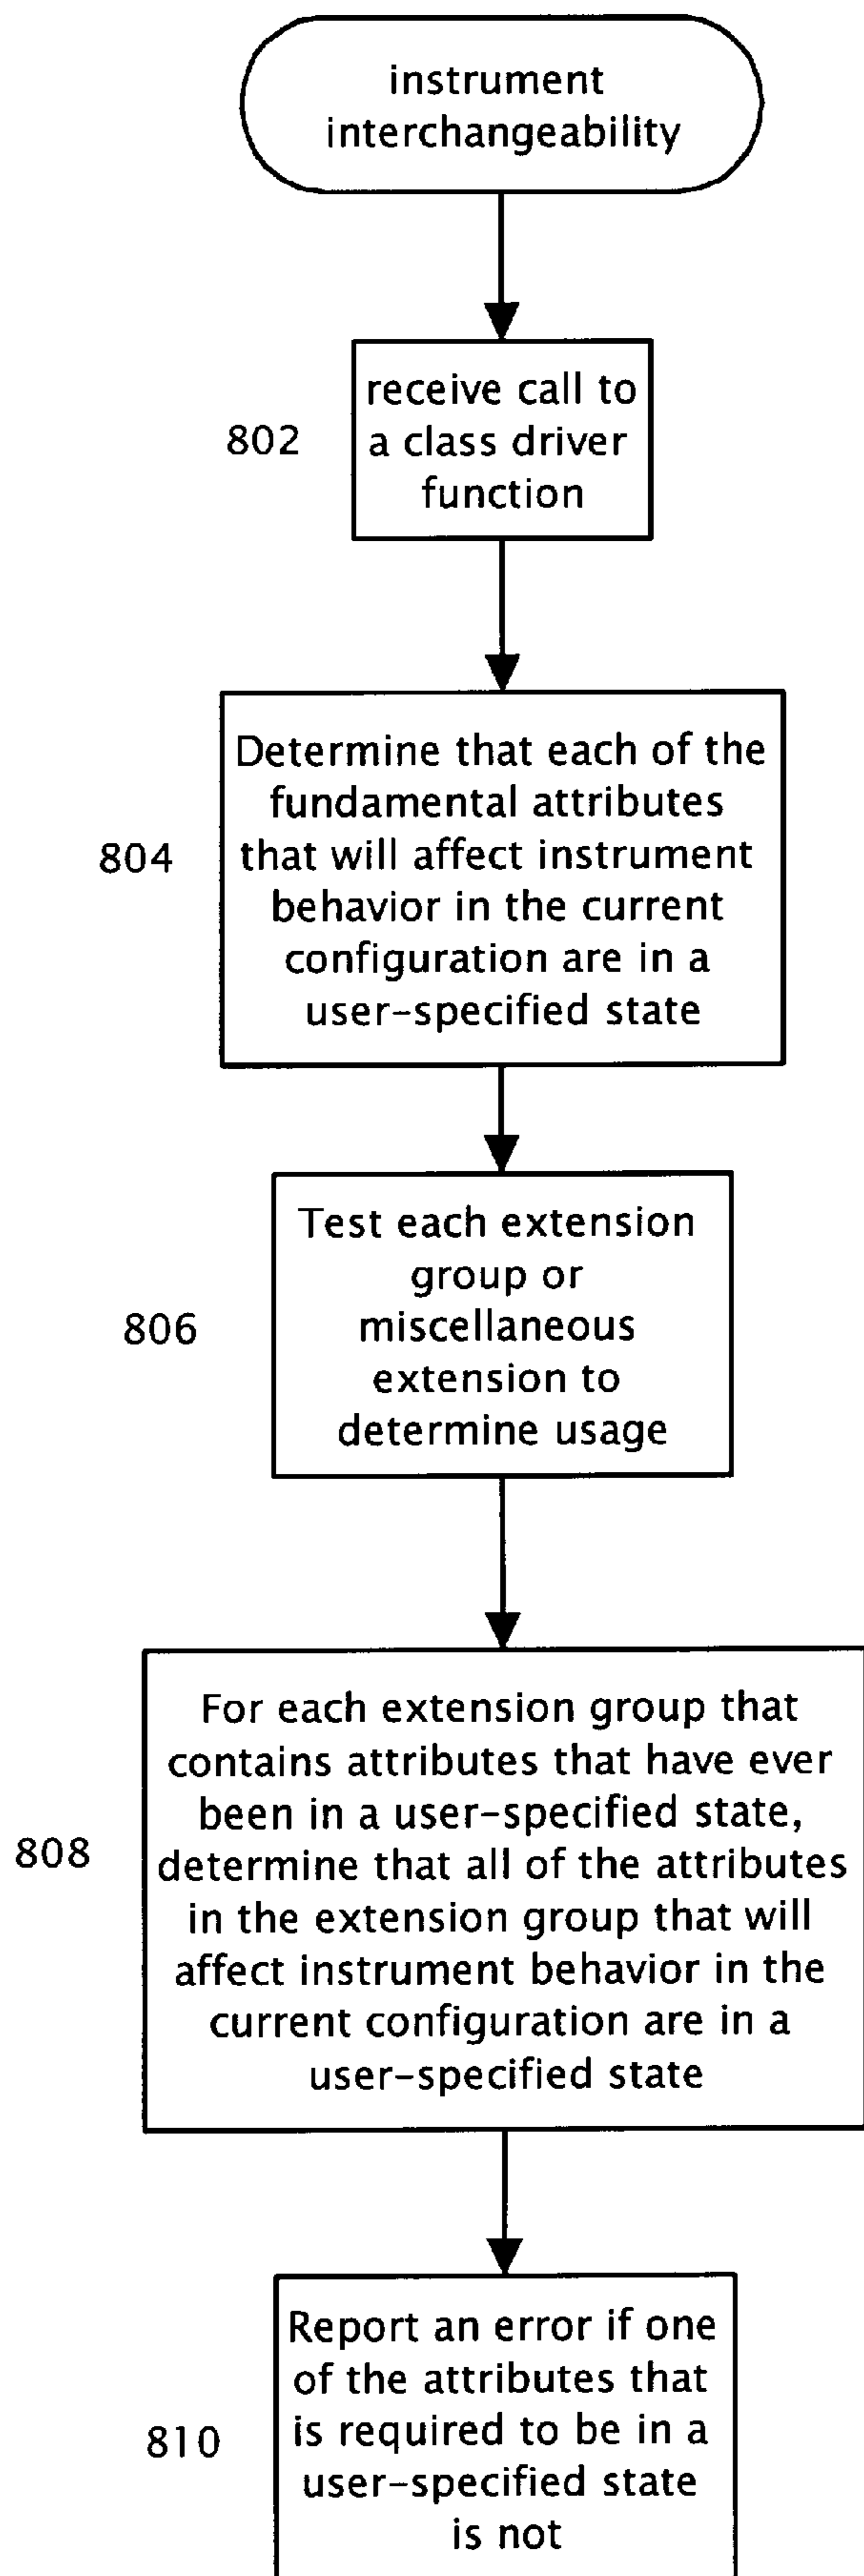 instrument
interchangeability
receive call to
a class driver
function
802
Determine that each of the
fundamental attributes
that will affect instrument
behavior in the current
configuration are in a
user-specified state
804
Test each extension
group or
miscellaneous
extension to
determine usage
806
For each extension group that
contains attributes that have ever
been in a user-specified state,
determine that all of the attributes
in the extension group that will
affect instrument behavior in the
current configuration are in a
user-specified state
808
Report an error if one
of the attributes that
is required to be in a
user-specified state
is not
810